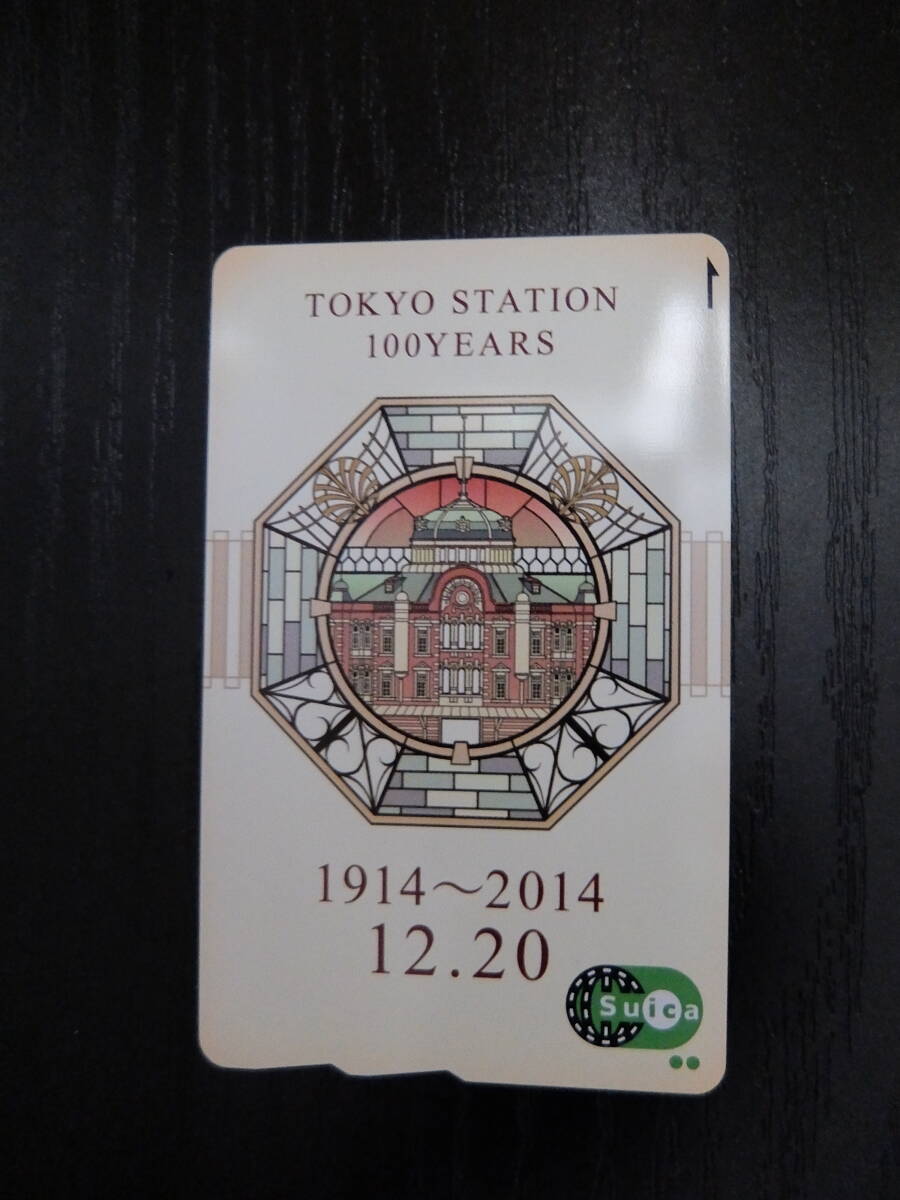 TOKYO STATION
100YEARS
1914～2014
12.20
Suica